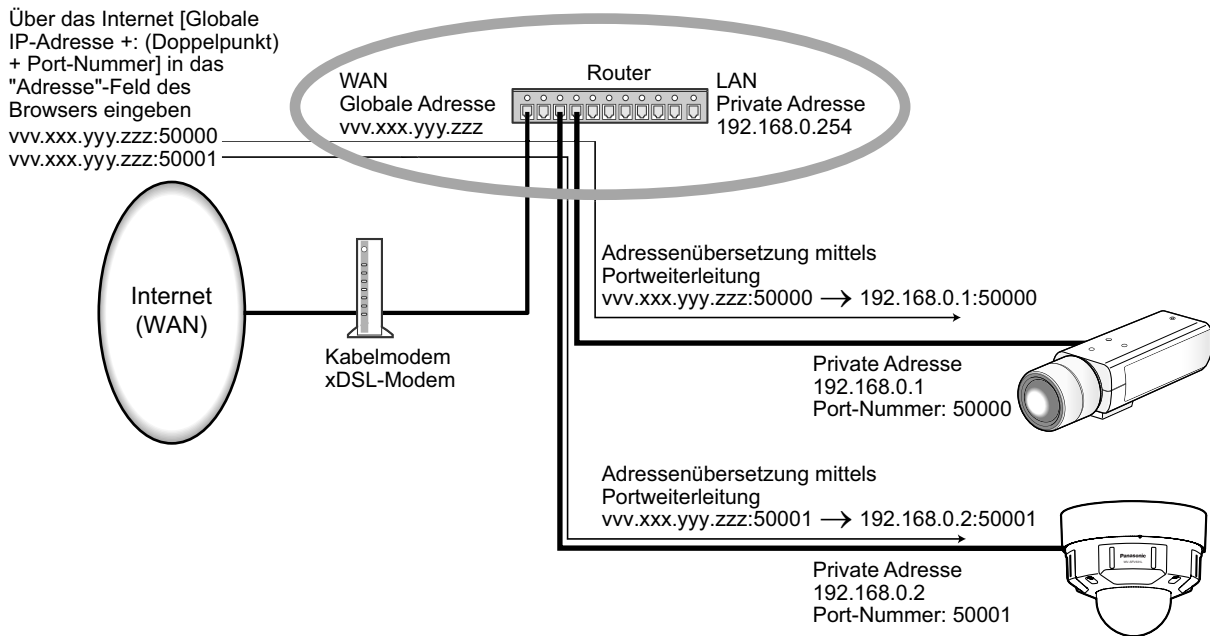 Über das Internet [Globale
IP-Adresse +: (Doppelpunkt)
+ Port-Nummer] in das
"Adresse"-Feld des
Browsers eingeben
vvv.xxx.yyy.zzz:50000
vvv.xxx.yyy.zzz:50001
WAN
Globale Adresse
vvv.xxx.yyy.zzz
Router
LAN
Private Adresse
192.168.0.254
Internet
(WAN)
Kabelmodem
xDSL-Modem
Adressenübersetzung mittels
Portweiterleitung
vvv.xxx.yyy.zzz:50000 → 192.168.0.1:50000
Private Adresse
192.168.0.1
Port-Nummer: 50000
Adressenübersetzung mittels
Portweiterleitung
vvv.xxx.yyy.zzz:50001 → 192.168.0.2:50001
Panasonic
Private Adresse
192.168.0.2
Port-Nummer: 50001